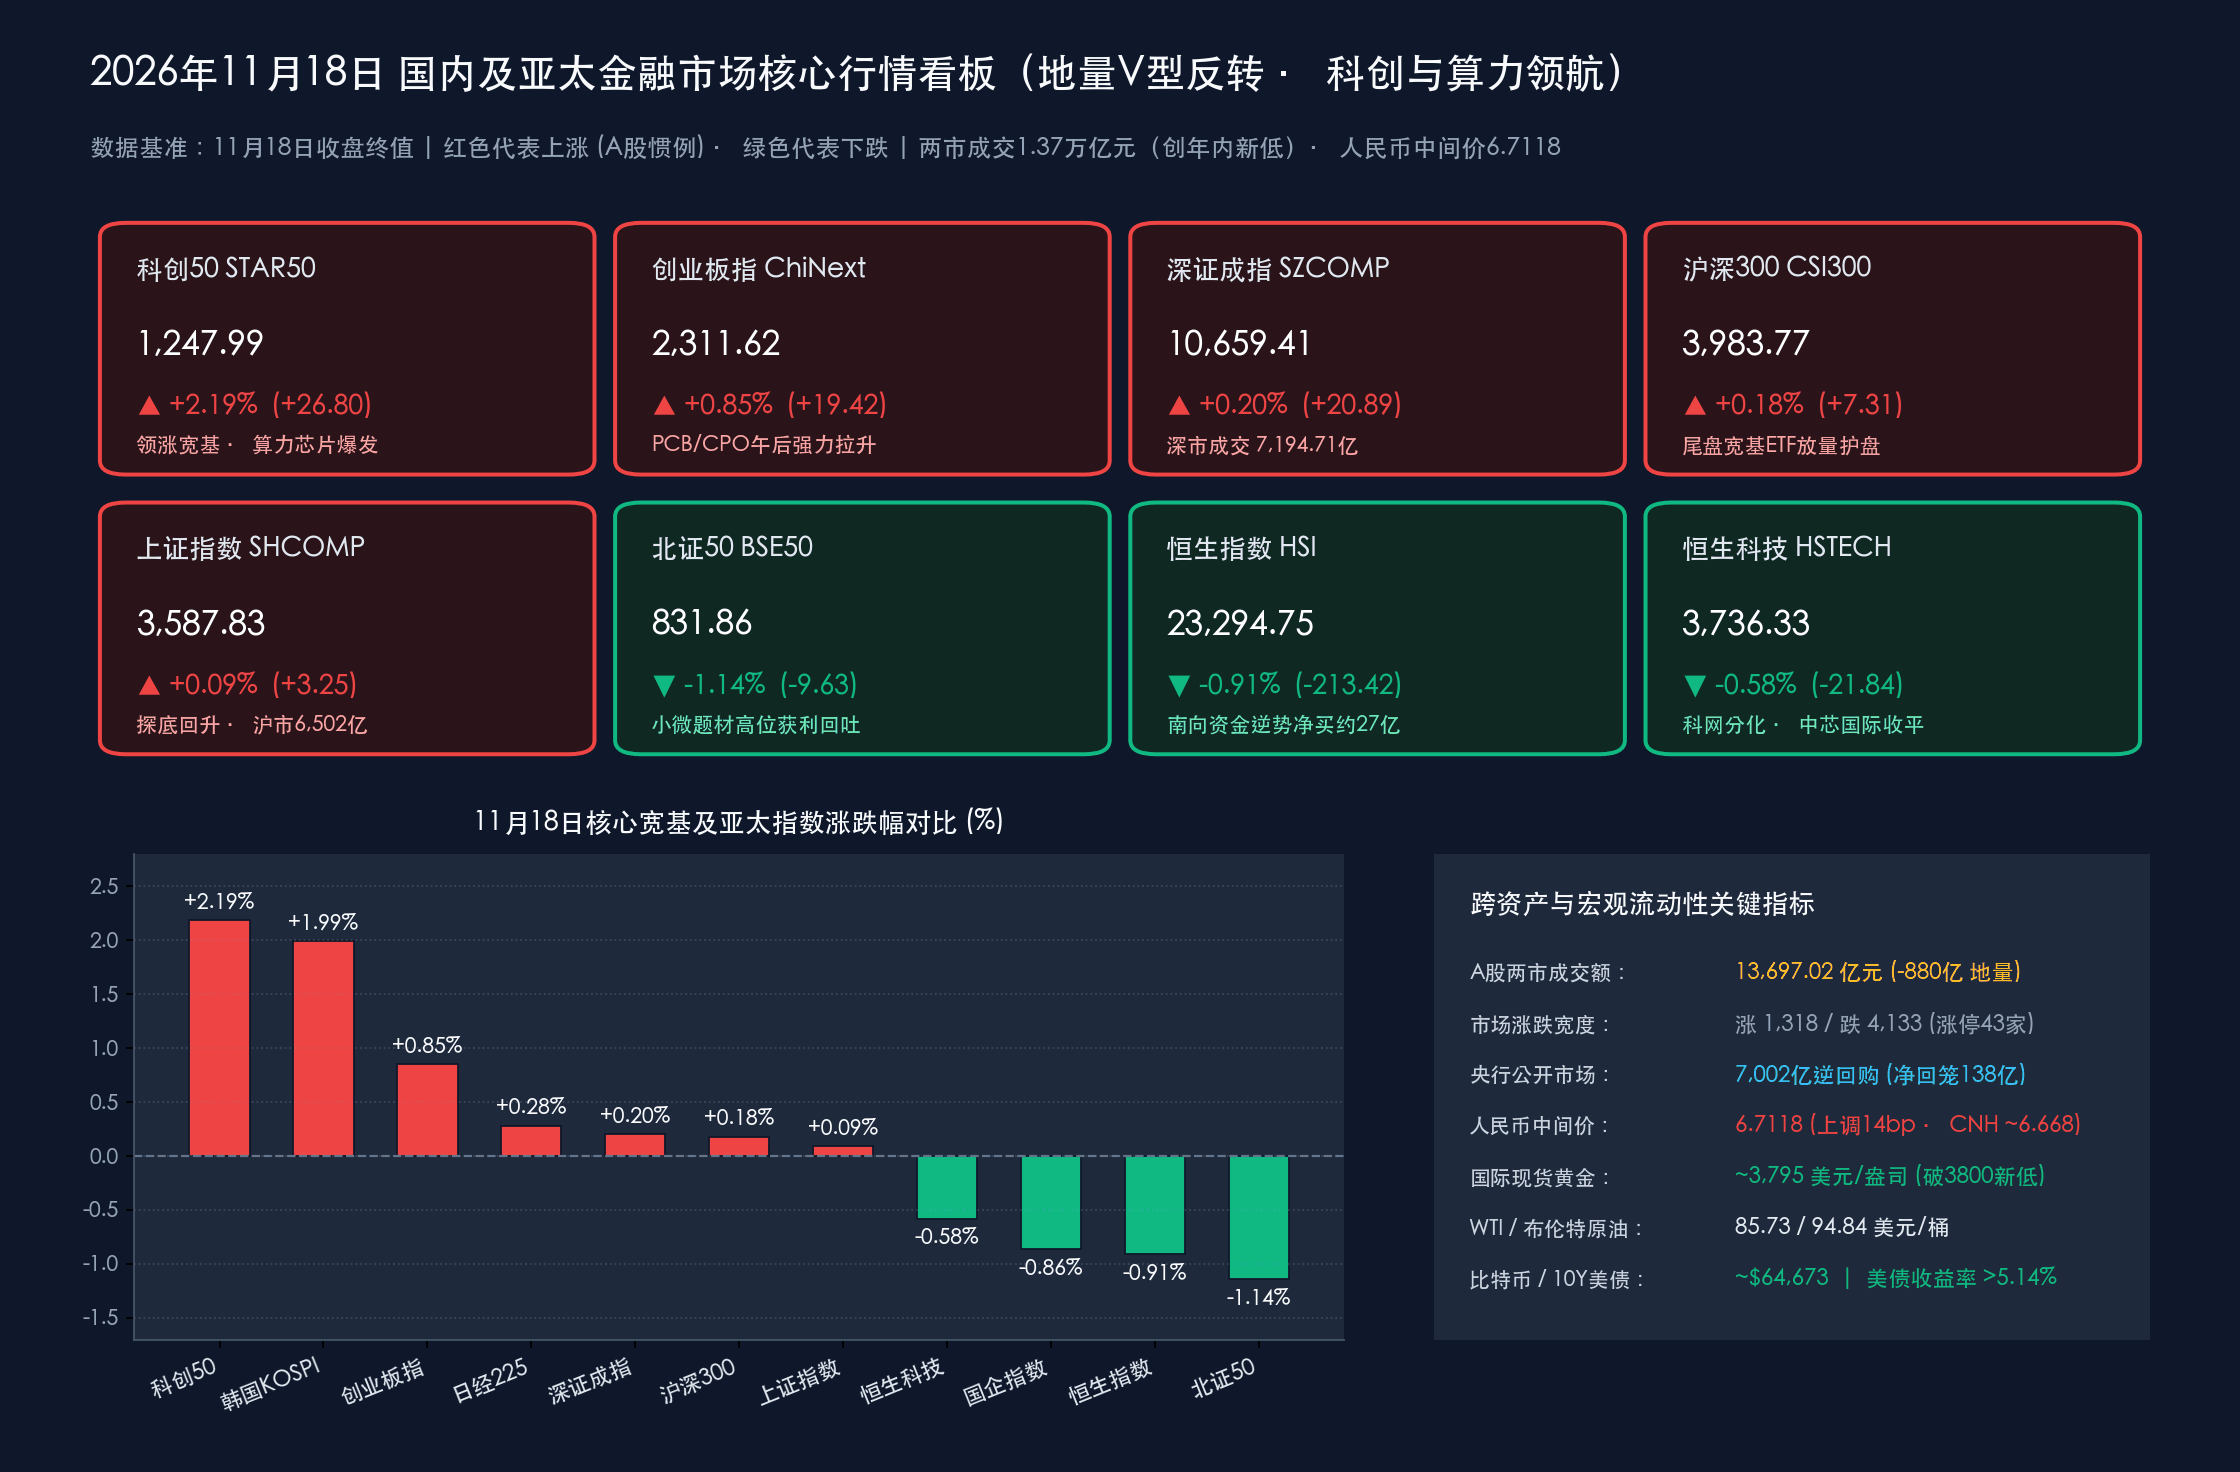 2026年11月18日 国内及亚太金融市场核心行情看板（地量V型反转 · 科创与算力领航）
数据基准：11月18日收盘终值 | 红色代表上涨 (A股惯例) · 绿色代表下跌 | 两市成交1.37万亿元（创年内新低）· 人民币中间价6.7118
科创50 STAR50
1,247.99
▲ +2.19% (+26.80)
领涨宽基 · 算力芯片爆发
创业板指 ChiNext
2,311.62
▲ +0.85% (+19.42)
PCB/CPO午后强力拉升
深证成指 SZCOMP
10,659.41
▲ +0.20% (+20.89)
深市成交 7,194.71亿
沪深300 CSI300
3,983.77
▲ +0.18% (+7.31)
尾盘宽基ETF放量护盘
上证指数 SHCOMP
3,587.83
▲ +0.09% (+3.25)
探底回升 · 沪市6,502亿
北证50 BSE50
831.86
▼ -1.14% (-9.63)
小微题材高位获利回吐
恒生指数 HSI
23,294.75
▼ -0.91% (-213.42)
南向资金逆势净买约27亿
恒生科技 HSTECH
3,736.33
▼ -0.58% (-21.84)
科网分化 · 中芯国际收平
11月18日核心宽基及亚太指数涨跌幅对比 (%)
2.5
2.0
1.5
1.0
0.5
0.0
-0.5
-1.0
-1.5
+2.19%
+1.99%
+0.85%
+0.28%
+0.20%
+0.18%
+0.09%
-0.58%
-0.86%
-0.91%
-1.14%
科创50
韩国KOSPI
创业板指
日经225
深证成指
沪深300
上证指数
恒生科技
国企指数
恒生指数
北证50
跨资产与宏观流动性关键指标
A股两市成交额： 13,697.02 亿元 (-880亿 地量)
市场涨跌宽度： 涨 1,318 / 跌 4,133 (涨停43家)
央行公开市场： 7,002亿逆回购 (净回笼138亿)
人民币中间价： 6.7118 (上调14bp · CNH ~6.668)
国际现货黄金： ~3,795 美元/盎司 (破3800新低)
WTI / 布伦特原油： 85.73 / 94.84 美元/桶
比特币 / 10Y美债： ~$64,673 | 美债收益率 >5.14%